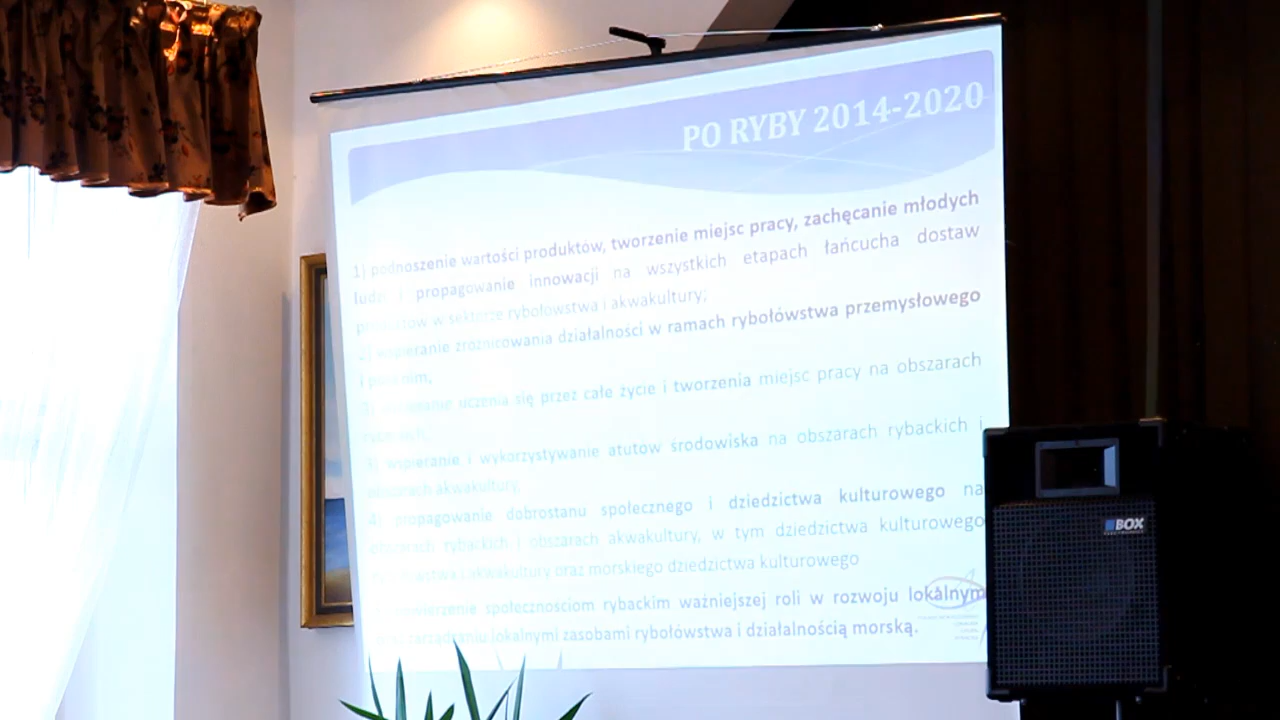 PO RYBY 2014-2020
1) podnoszenie wartości produktów, tworzenie miejsc pracy, zachęcanie młodych
ludzi i propagowanie innowacji na wszystkich etapach łańcucha dostaw
produktów w sektorze rybołówstwa i akwakultury;
2) wspieranie zróżnicowania działalności w ramach rybołówstwa przemysłowego
i poza nim;
uczenia się przez całe życie i tworzenia miejsc pracy na obszarach
wspieranie i wykorzystywanie atutów środowiska na obszarach rybackich i
obszarach akwakultury;
4) propagowanie dobrostanu społecznego i dziedzictwa kulturowego na
obszarach rybackich i obszarach akwakultury, w tym dziedzictwa kulturowego
i akwakultury oraz morskiego dziedzictwa kulturowego
powierzenie społecznościom rybackim ważniejszej roli w rozwoju lokalnym
zarządzaniu lokalnymi zasobami rybołówstwa i działalnością morską.
BOX